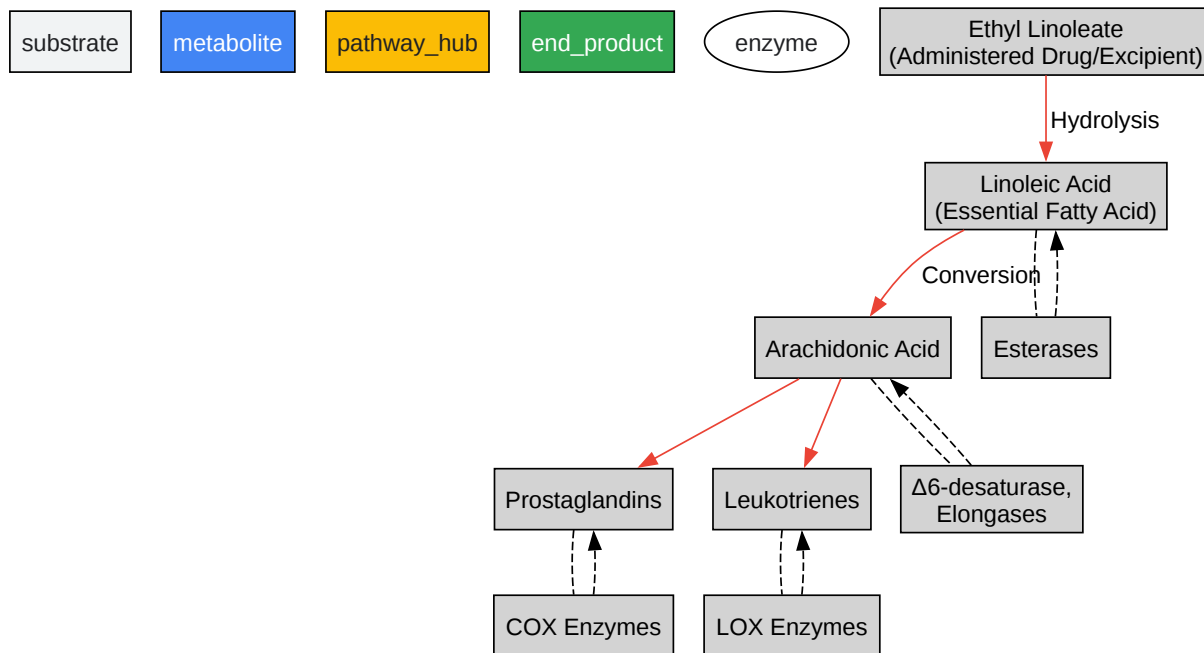 substrate
metabolite
pathway_hub
end_product
enzyme
Ethyl Linoleate
(Administered Drug/Excipient)
Hydrolysis
Linoleic Acid
(Essential Fatty Acid)
Conversion
Arachidonic Acid
Esterases
Prostaglandins
Leukotrienes
Δ6-desaturase,
Elongases
COX Enzymes
LOX Enzymes